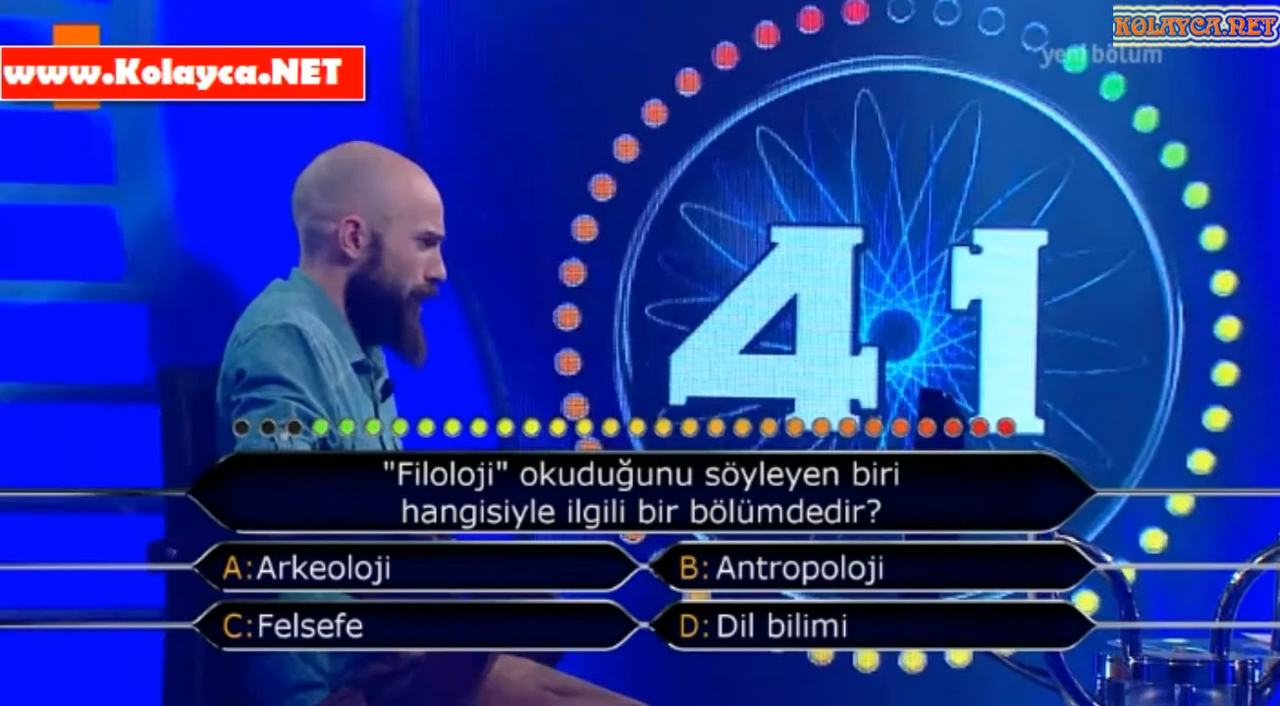 KOLAYCA.NET
yeni bölüm
www.Kolayca.NET
41
"Filoloji" okuduğunu söyleyen biri
hangisiyle ilgili bir bölümdedir?
A: Arkeoloji
B: Antropoloji
C: Felsefe
D: Dil bilimi